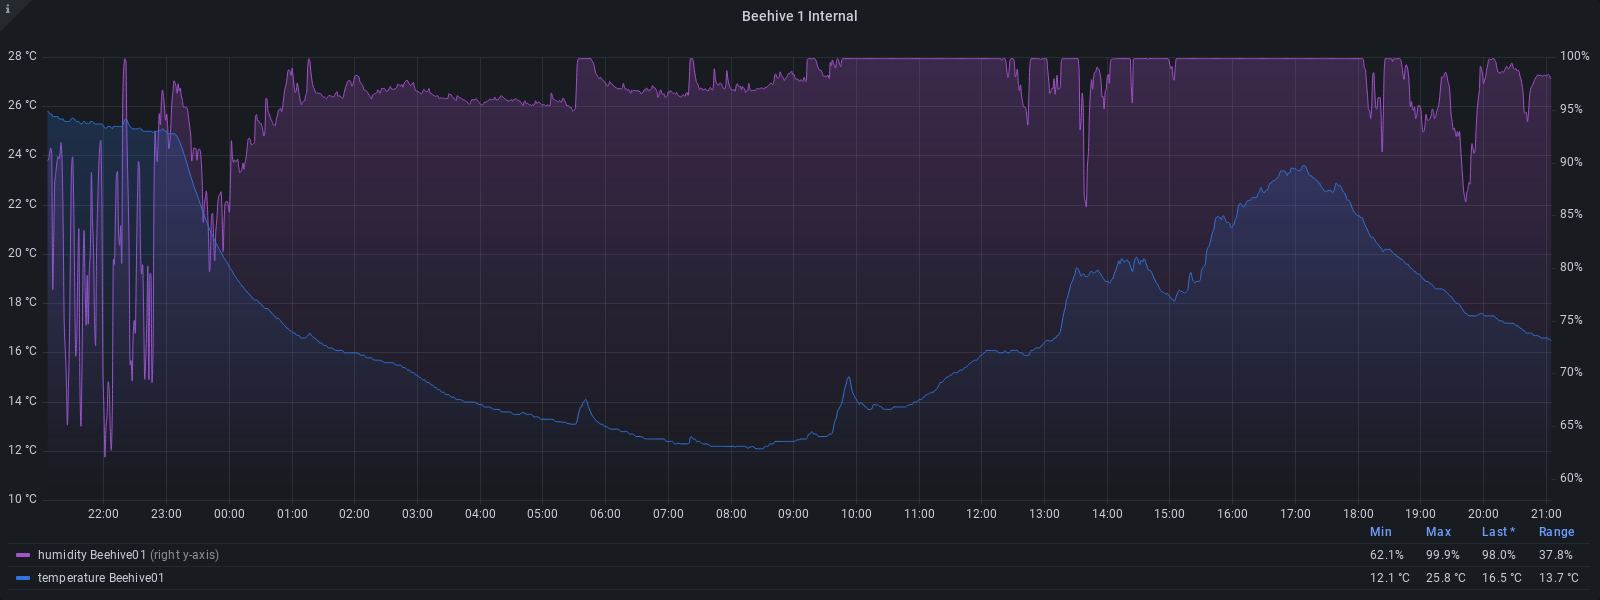 i
Beehive 1 Internal
28 °C 100%
26 °C 95%
24 °C 90%
22 °C 85%
20 °C 80%
18 °C 75%
16 °C 70%
14 °C 65%
12 °C 60%
10 °C
22:00 23:00 00:00 01:00 02:00 03:00 04:00 05:00 06:00 07:00 08:00 09:00 10:00 11:00 12:00 13:00 14:00 15:00 16:00 17:00 18:00 19:00 20:00 21:00
Min Max Last * Range
humidity Beehive01 (right y-axis) 62.1% 99.9% 98.0% 37.8%
temperature Beehive01 12.1 °C 25.8 °C 16.5 °C 13.7 °C